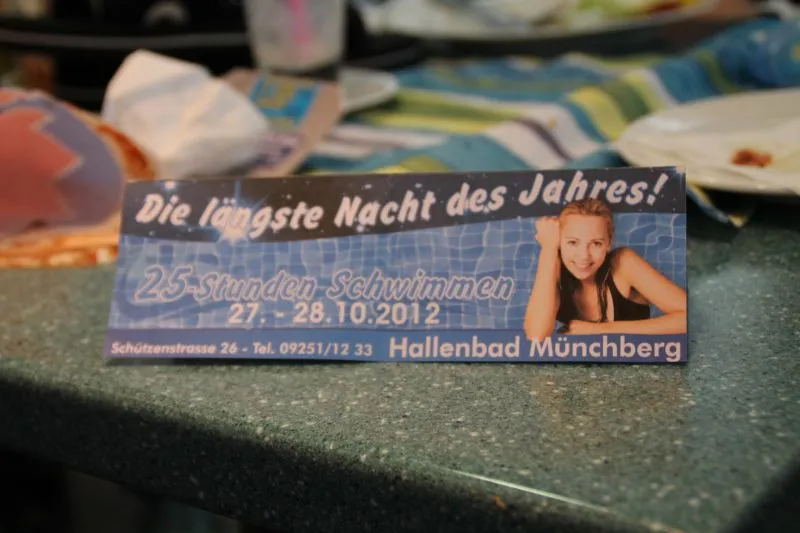 Die längste Nacht des Jahres!
25-Stunden Schwimmen
27. - 28.10.2012
Schützenstrasse 26 - Tel. 09251/12 33 Hallenbad Münchberg